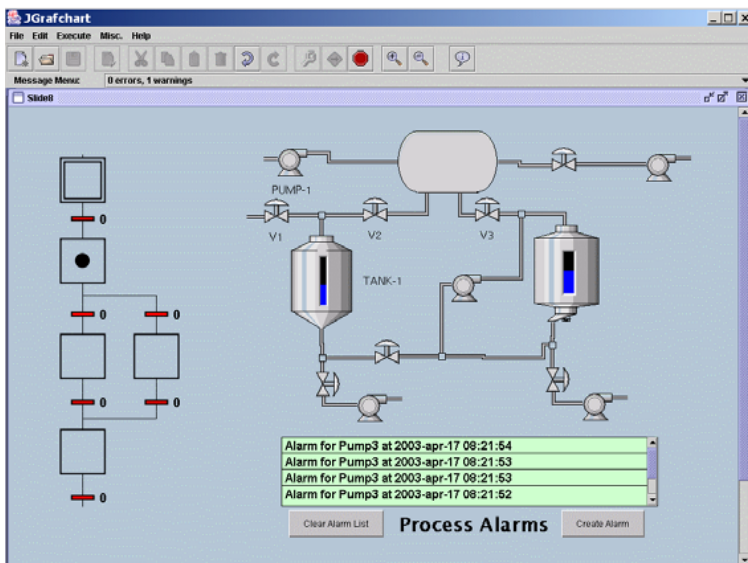 JGrafchart
File Edit Execute Misc. Help
Message Menu: 0 errors, 1 warnings
Slide8
0
PUMP-1
V1 V2 V3
TANK-1
0 0
0 0
0
Alarm for Pump3 at 2003-apr-17 08:21:54
Alarm for Pump3 at 2003-apr-17 08:21:53
Alarm for Pump3 at 2003-apr-17 08:21:53
Alarm for Pump3 at 2003-apr-17 08:21:52
Clear Alarm List Process Alarms Create Alarm